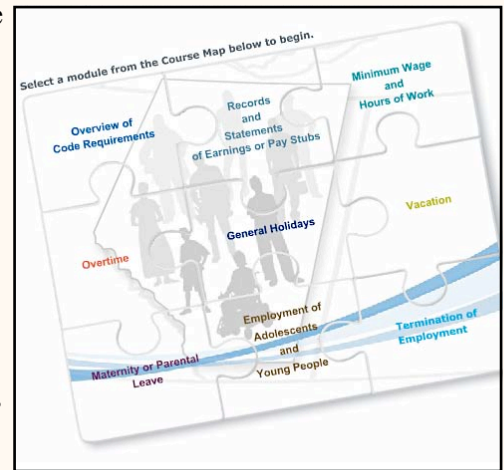 Select a module from the Course Map below to begin.
Overview of
Code Requirements
Records
and
Statements
of Earnings or Pay Stubs
Minimum Wage
and
Hours of Work
Overtime
General Holidays
Vacation
Maternity or Parental
Leave
Employment of
Adolescents
and
Young People
Termination of
Employment